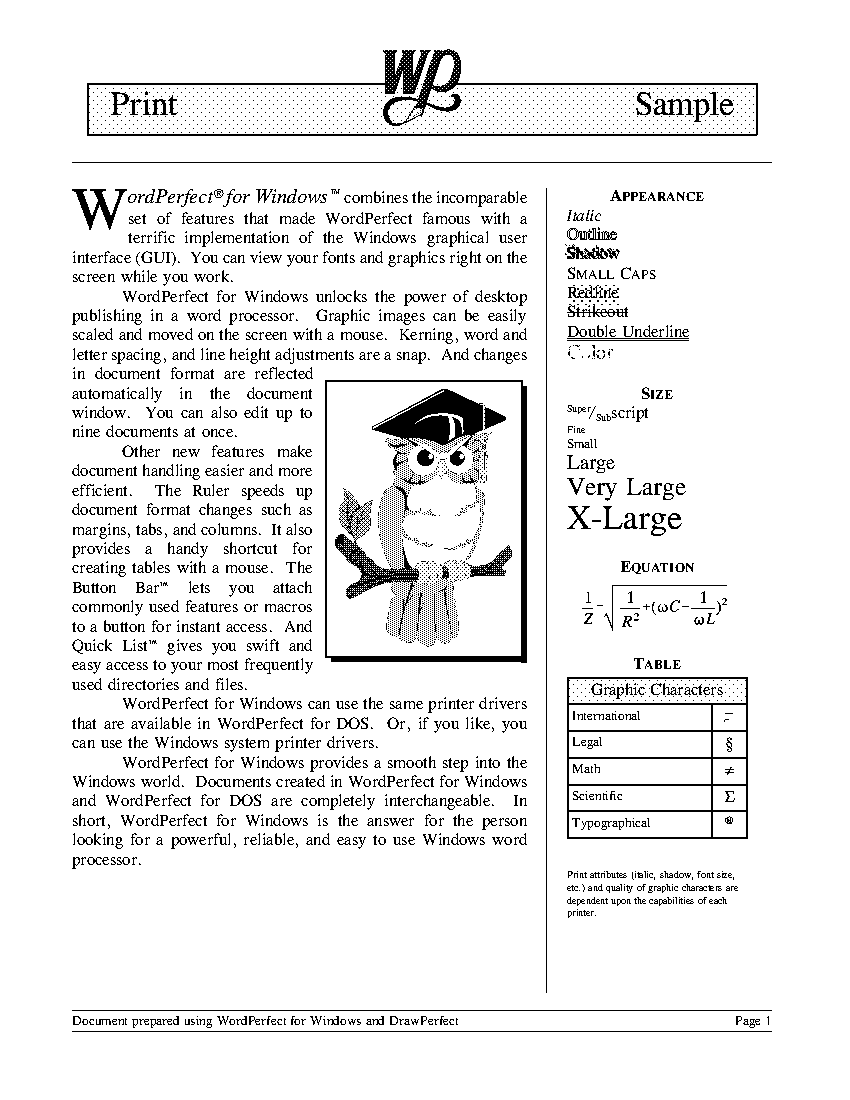 WP
Print Sample
WordPerfect® for Windows™ combines the incomparable
set of features that made WordPerfect famous with a
terrific implementation of the Windows graphical user
interface (GUI). You can view your fonts and graphics right on the
screen while you work.
WordPerfect for Windows unlocks the power of desktop
publishing in a word processor. Graphic images can be easily
scaled and moved on the screen with a mouse. Kerning, word and
letter spacing, and line height adjustments are a snap. And changes
in document format are reflected
automatically in the document
window. You can also edit up to
nine documents at once.
Other new features make
document handling easier and more
efficient. The Ruler speeds up
document format changes such as
margins, tabs, and columns. It also
provides a handy shortcut for
creating tables with a mouse. The
Button Bar™ lets you attach
commonly used features or macros
to a button for instant access. And
Quick List™ gives you swift and
easy access to your most frequently
used directories and files.
WordPerfect for Windows can use the same printer drivers
that are available in WordPerfect for DOS. Or, if you like, you
can use the Windows system printer drivers.
WordPerfect for Windows provides a smooth step into the
Windows world. Documents created in WordPerfect for Windows
and WordPerfect for DOS are completely interchangeable. In
short, WordPerfect for Windows is the answer for the person
looking for a powerful, reliable, and easy to use Windows word
processor.
APPEARANCE
Italic
Outline
Shadow
SMALL CAPS
Redline
Strikeout
Double Underline
Color
SIZE
Super/Subscript
Fine
Small
Large
Very Large
X-Large
EQUATION
1/Z = √(1/R² + (ωC − 1/ωL)²
TABLE
Graphic Characters
International
Legal §
Math ≠
Scientific Σ
Typographical ®
Print attributes (italic, shadow, font size,
etc.) and quality of graphic characters are
dependent upon the capabilities of each
printer.
Document prepared using WordPerfect for Windows and DrawPerfect Page 1